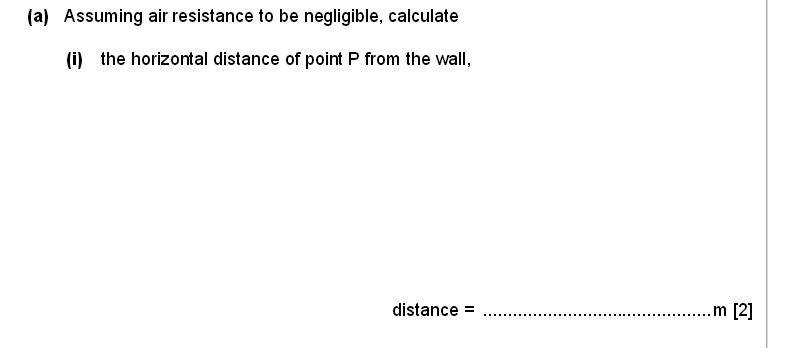 (a) Assuming air resistance to be negligible, calculate
(i) the horizontal distance of point P from the wall,
distance = ..............................................m [2]